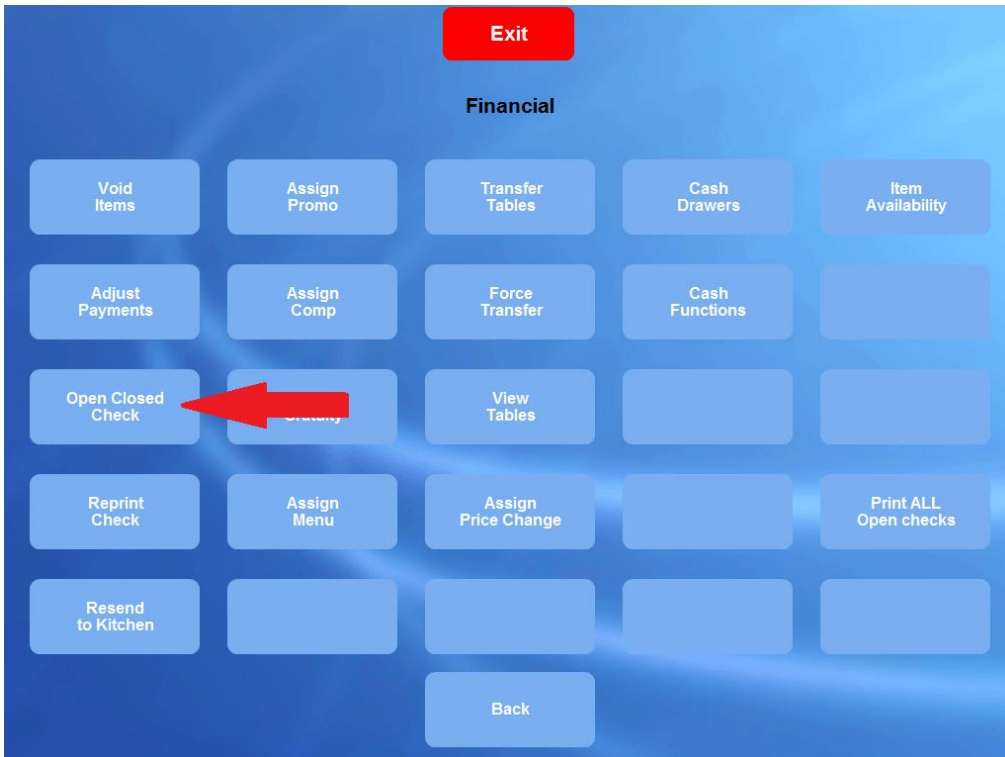 Exit
Financial
Void
Items
Assign
Promo
Transfer
Tables
Cash
Drawers
Item
Availability
Adjust
Payments
Assign
Comp
Force
Transfer
Cash
Functions
Open Closed
Check
View
Tables
Reprint
Check
Assign
Menu
Assign
Price Change
Print ALL
Open checks
Resend
to Kitchen
Back